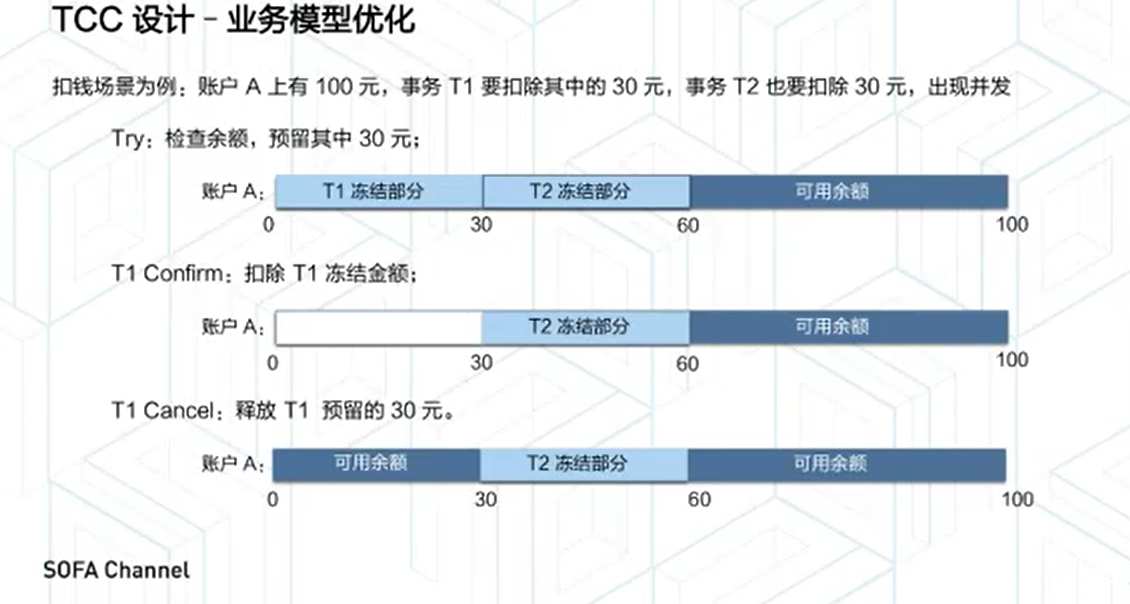 TCC 设计 - 业务模型优化
扣钱场景为例：账户 A 上有 100 元，事务 T1 要扣除其中的 30 元，事务 T2 也要扣除 30 元，出现并发
Try：检查余额，预留其中 30 元；
账户 A： T1 冻结部分 T2 冻结部分 可用余额
0 30 60 100
T1 Confirm：扣除 T1 冻结金额；
账户 A： T2 冻结部分 可用余额
0 30 60 100
T1 Cancel：释放 T1 预留的 30 元。
账户 A： 可用余额 T2 冻结部分 可用余额
0 30 60 100
SOFA Channel